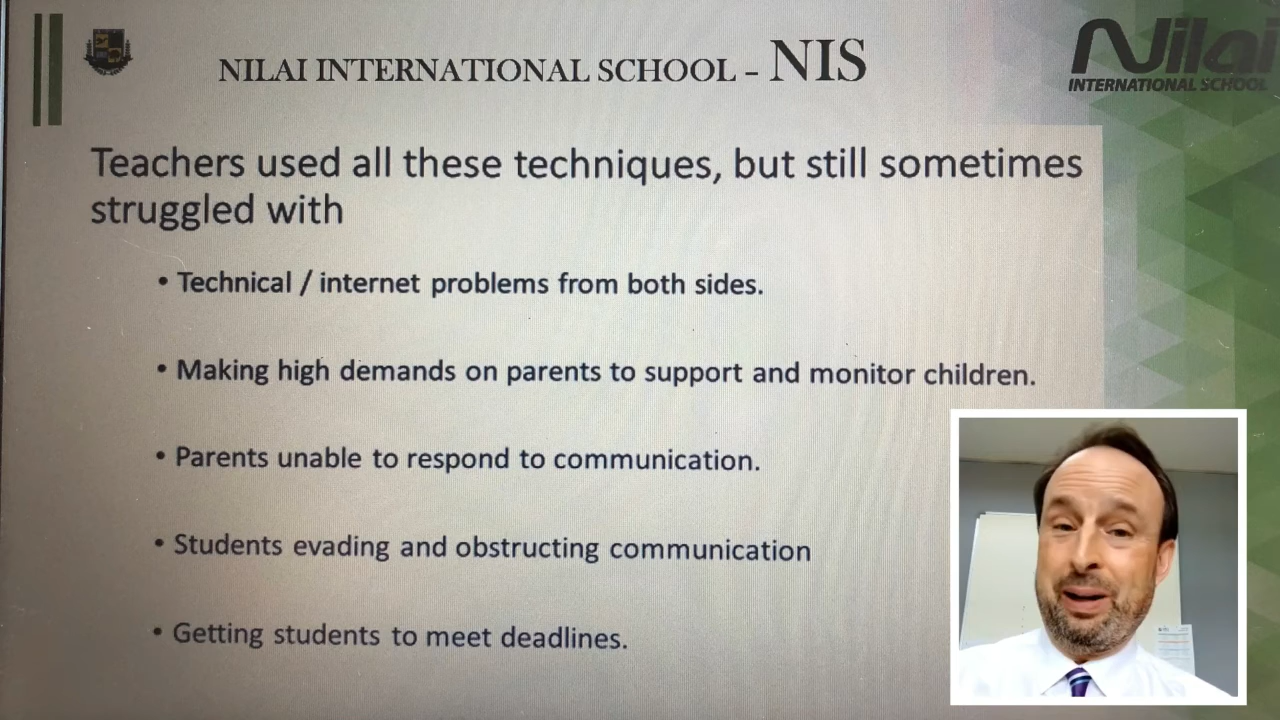 NILAI INTERNATIONAL SCHOOL – NIS
Nilai
INTERNATIONAL SCHOOL
Teachers used all these techniques, but still sometimes
struggled with
• Technical / internet problems from both sides.
• Making high demands on parents to support and monitor children.
• Parents unable to respond to communication.
• Students evading and obstructing communication
• Getting students to meet deadlines.